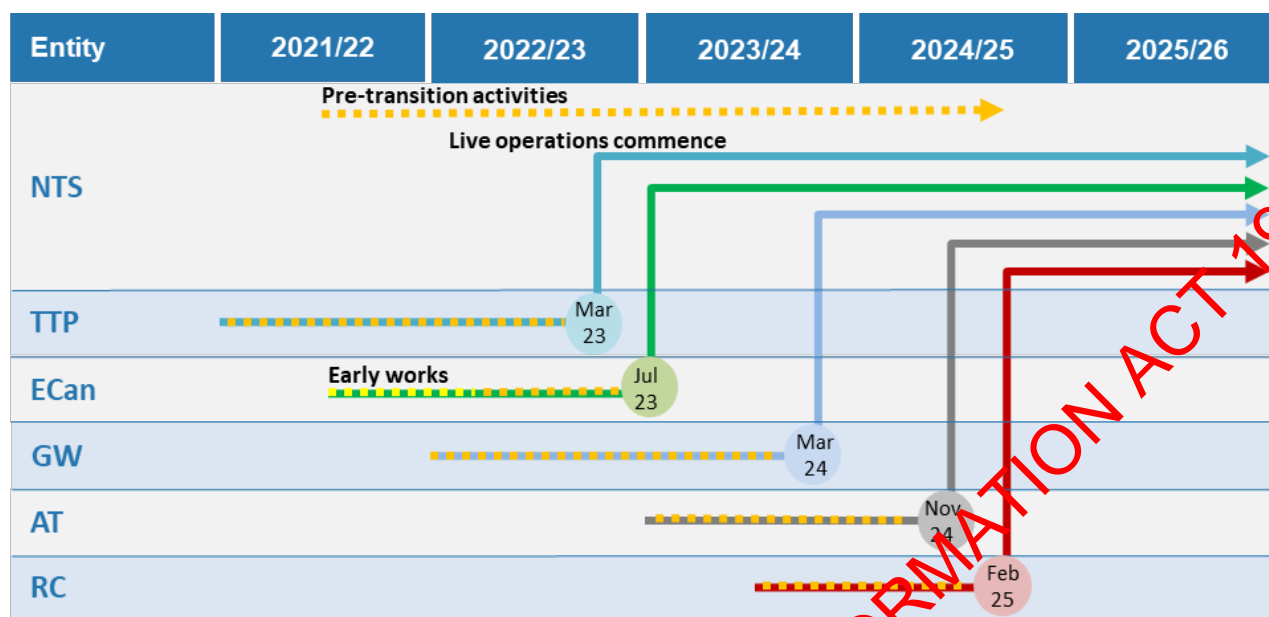 Entity 2021/22 2022/23 2023/24 2024/25 2025/26
Pre-transition activities
Live operations commence
NTS
TTP
Mar
23
Early works
ECan
Jul
23
GW
Mar
24
AT
Nov
24
RC
Feb
25
ACT